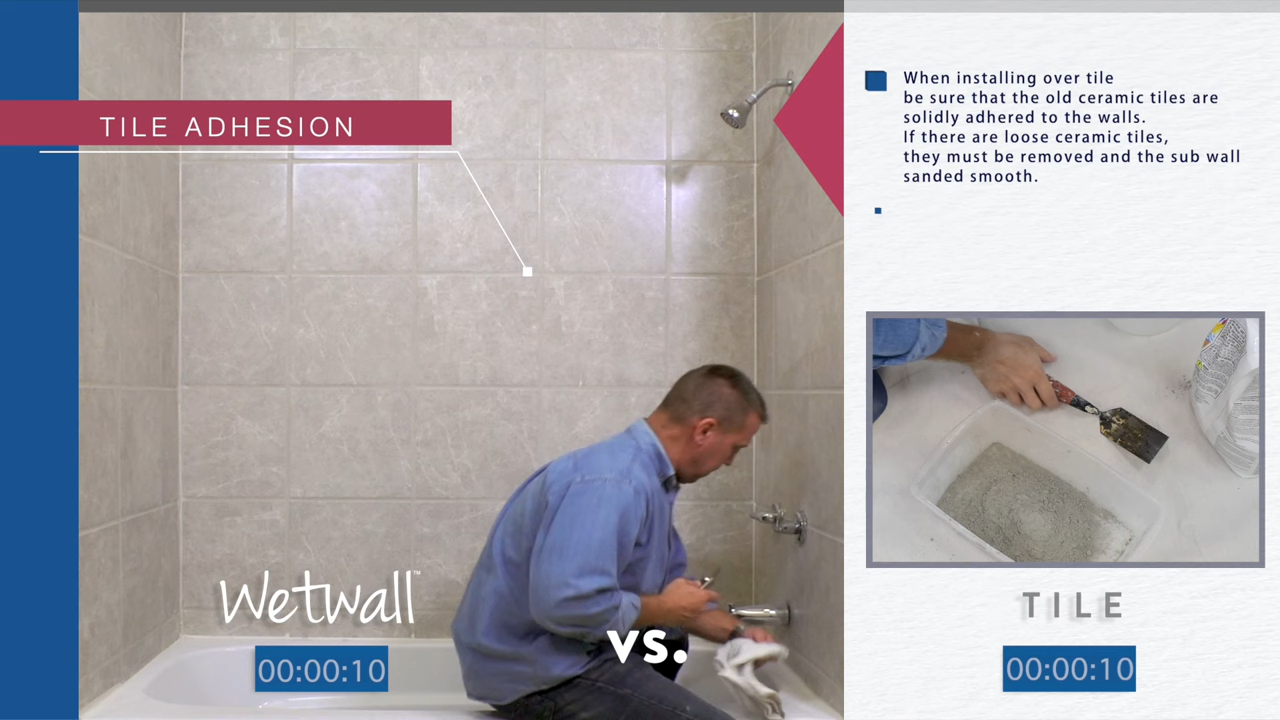 TILE ADHESION
When installing over tile
be sure that the old ceramic tiles are
solidly adhered to the walls.
If there are loose ceramic tiles,
they must be removed and the sub wall
sanded smooth.
Wetwall™
vs.
TILE
00:00:10
00:00:10